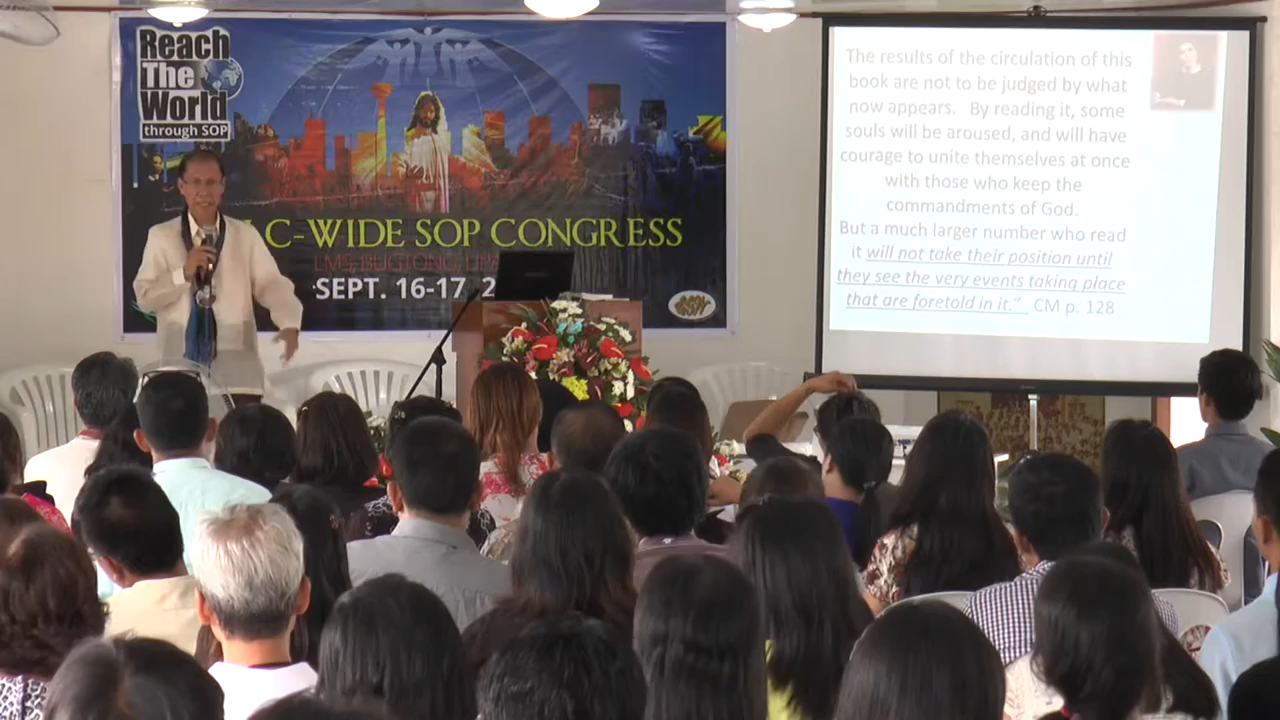 Reach
The
World
through SOP
C-WIDE SOP CONGRESS
LMS, BUGTONG, LIPA
SEPT. 16-17, 2
The results of the circulation of this
book are not to be judged by what
now appears. By reading it, some
souls will be aroused, and will have
courage to unite themselves at once
with those who keep the
commandments of God.
But a much larger number who read
it will not take their position until
they see the very events taking place
that are foretold in it.” CM p. 128